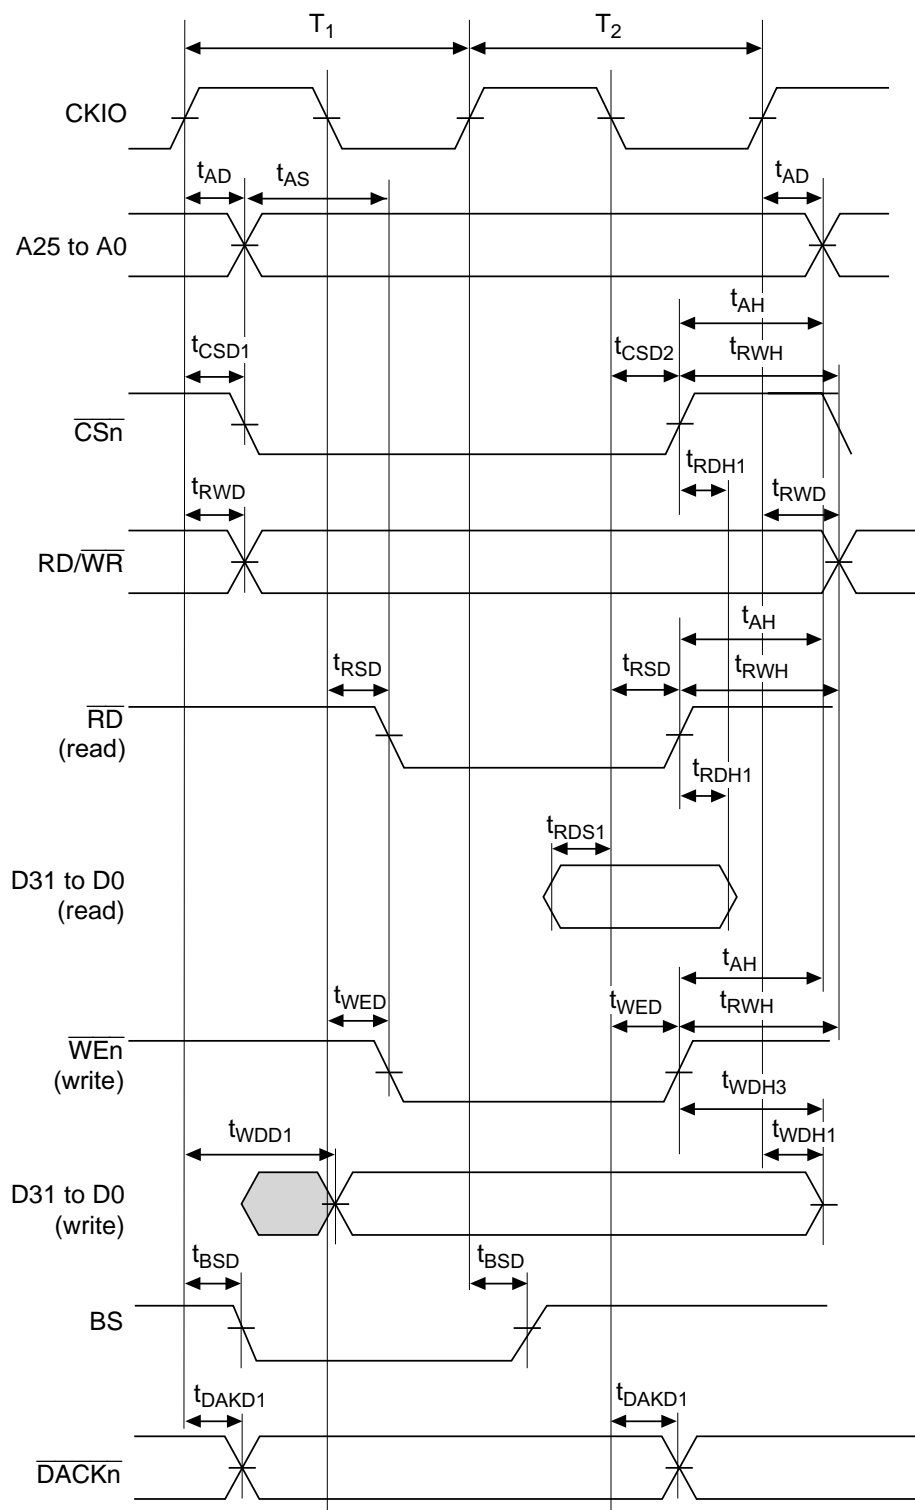 T1 T2
CKIO
tAD tAS tAD
A25 to A0
tAH
tCSD1 tCSD2 tRWH
CSn
tRDH1
tRWD tRWD
RD/WR
tAH
tRSD tRSD tRWH
RD
(read)
tRDH1
tRDS1
D31 to D0
(read)
tAH
tWED tWED tRWH
WEn
(write)
tWDH3
tWDD1 tWDH1
D31 to D0
(write)
tBSD tBSD
BS
tDAKD1 tDAKD1
DACKn